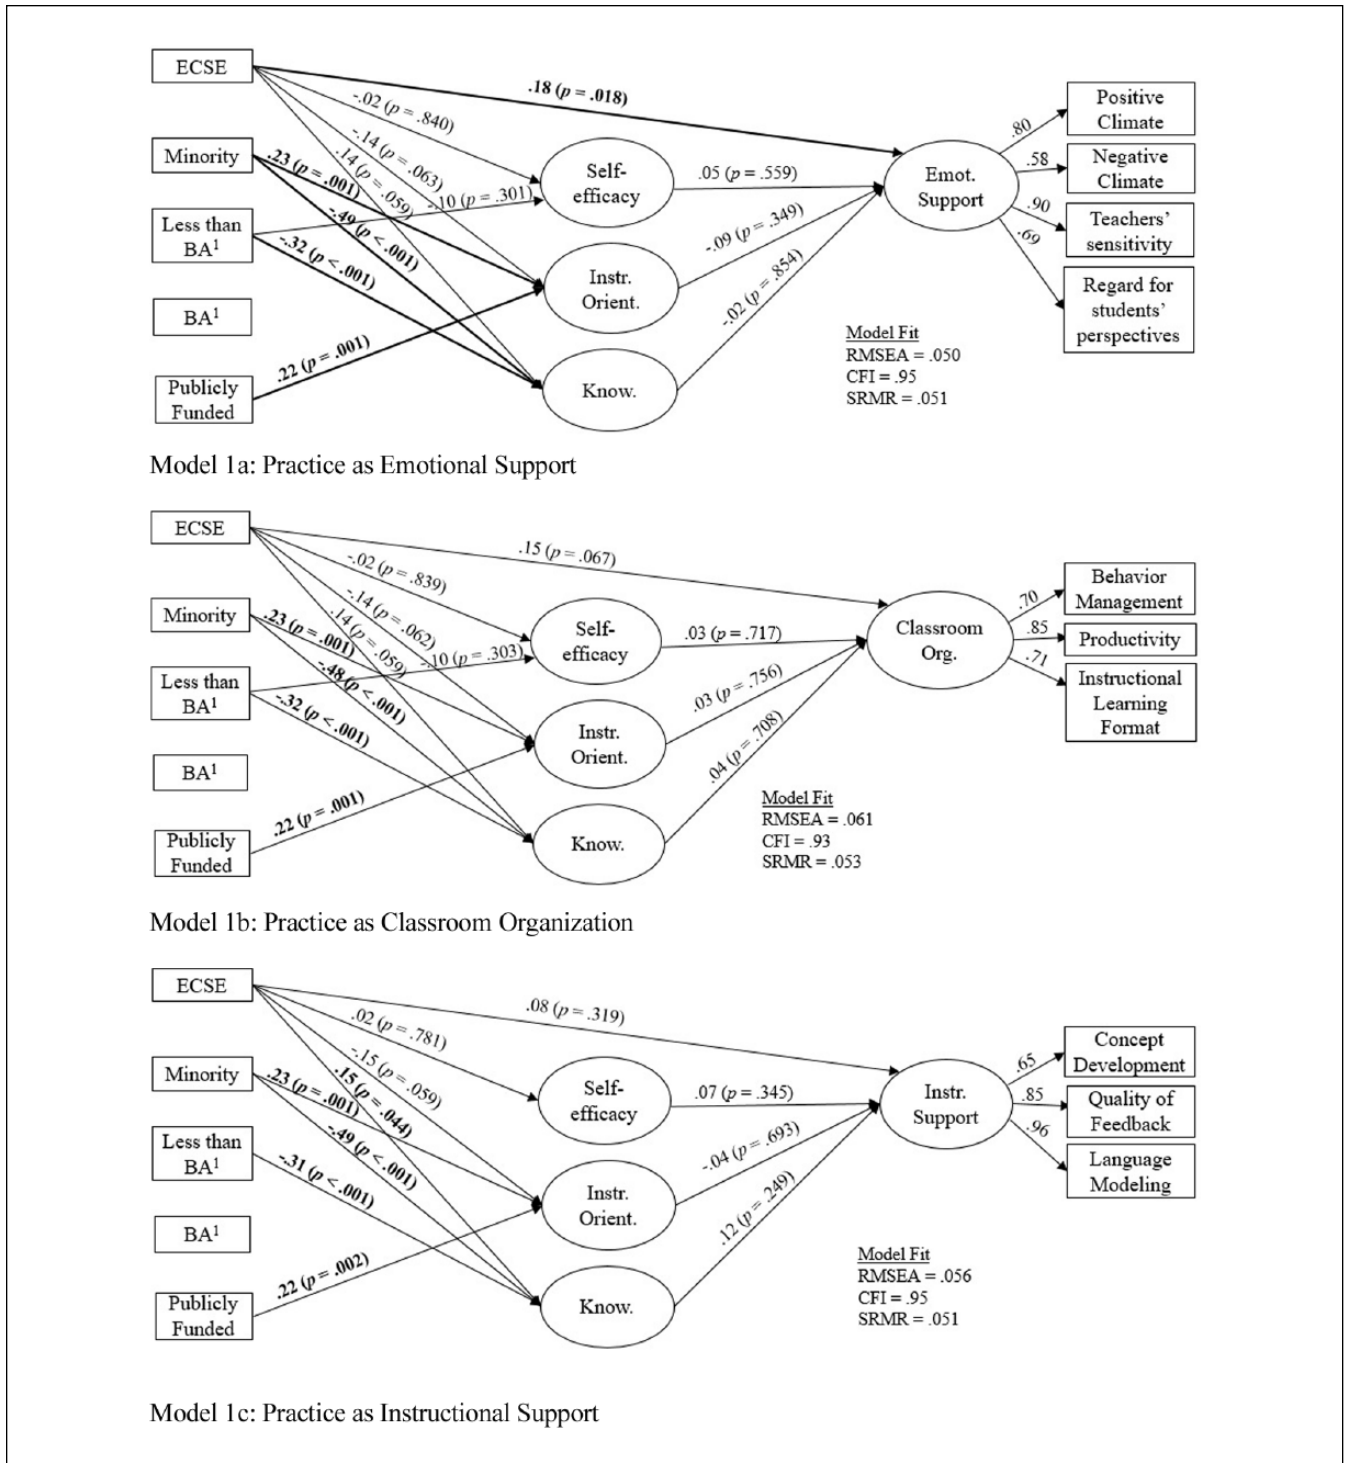 ECSE
.18 (p = .018)
-.02 (p = .840)
-.14 (p = .063)
.14 (p = .059)
Minority
.23 (p = .001)
-.49 (p < .001)
Less than
BA¹
-.10 (p = .301)
-.32 (p < .001)
BA¹
Publicly
Funded
.22 (p = .001)
Self-
efficacy
Instr.
Orient.
Know.
.05 (p = .559)
-.09 (p = .349)
-.02 (p = .854)
Emot.
Support
.80
.58
.90
.69
Positive
Climate
Negative
Climate
Teachers’
sensitivity
Regard for
students’
perspectives
Model Fit
RMSEA = .050
CFI = .95
SRMR = .051
Model 1a: Practice as Emotional Support
ECSE
.15 (p = .067)
-.02 (p = .839)
-.14 (p = .062)
.14 (p = .059)
Minority
.23 (p = .001)
-.48 (p < .001)
Less than
BA¹
-.10 (p = .303)
-.32 (p < .001)
BA¹
Publicly
Funded
.22 (p = .001)
Self-
efficacy
Instr.
Orient.
Know.
.03 (p = .717)
.03 (p = .756)
.04 (p = .708)
Classroom
Org.
.70
.85
.71
Behavior
Management
Productivity
Instructional
Learning
Format
Model Fit
RMSEA = .061
CFI = .93
SRMR = .053
Model 1b: Practice as Classroom Organization
ECSE
.08 (p = .319)
.02 (p = .781)
-.15 (p = .059)
.15 (p = .044)
Minority
.23 (p = .001)
-.49 (p < .001)
Less than
BA¹
-.31 (p < .001)
BA¹
Publicly
Funded
.22 (p = .002)
Self-
efficacy
Instr.
Orient.
Know.
.07 (p = .345)
-.04 (p = .693)
.12 (p = .249)
Instr.
Support
.65
.85
.96
Concept
Development
Quality of
Feedback
Language
Modeling
Model Fit
RMSEA = .056
CFI = .95
SRMR = .051
Model 1c: Practice as Instructional Support